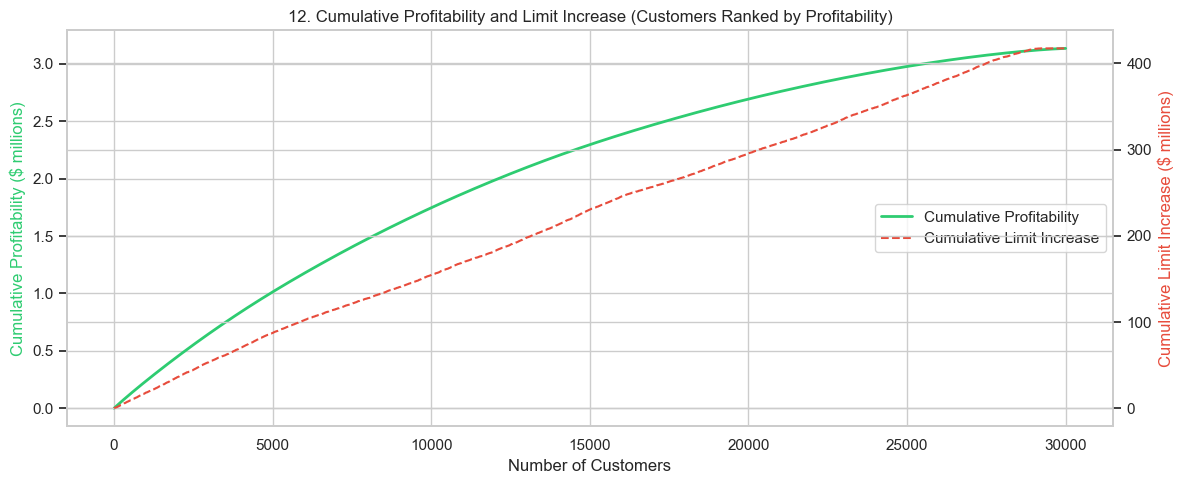 12. Cumulative Profitability and Limit Increase (Customers Ranked by Profitability)
Cumulative Profitability ($ millions)
3.0
2.5
2.0
1.5
1.0
0.5
0.0
400
300
200
100
0
Cumulative Limit Increase ($ millions)
Cumulative Profitability
Cumulative Limit Increase
0 5000 10000 15000 20000 25000 30000
Number of Customers